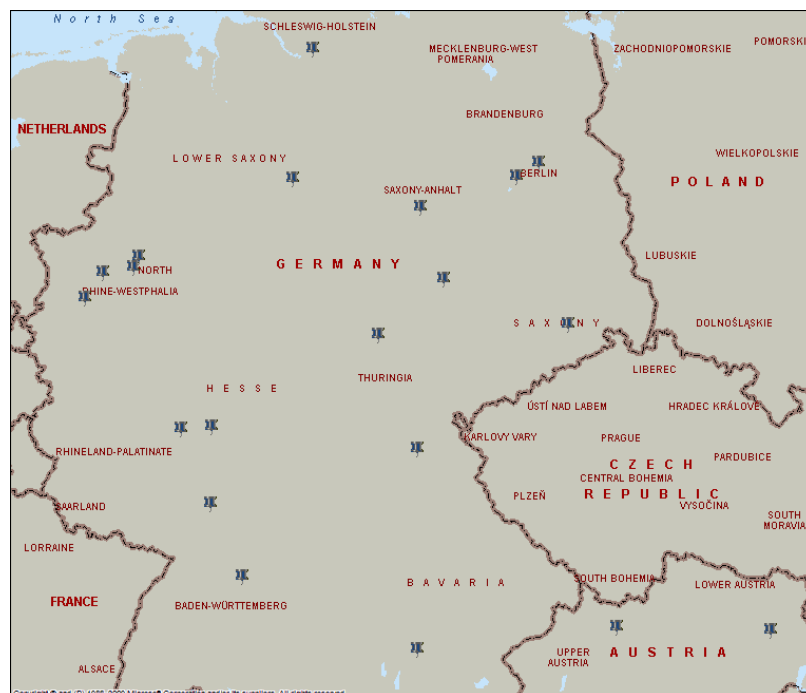 North Sea
SCHLESWIG-HOLSTEIN
MECKLENBURG-WEST
POMERANIA
ZACHODNIOPOMORSKIE
POMORSKI
BRANDENBURG
NETHERLANDS
LOWER SAXONY
WIELKOPOLSKIE
BERLIN
POLAND
SAXONY-ANHALT
LUBUSKIE
GERMANY
NORTH
RHINE-WESTPHALIA
SAXONY
DOLNOŚLĄSKIE
LIBEREC
THURINGIA
HESSE
ÚSTÍ NAD LABEM
HRADEC KRÁLOVÉ
KARLOVY VARY
PRAGUE
RHINELAND-PALATINATE
PARDUBICE
CZECH
CENTRAL BOHEMIA
PLZEŇ
REPUBLIC
SAARLAND
VYSOČINA
SOUTH
MORAVIA
LORRAINE
SOUTH BOHEMIA
BAVARIA
LOWER AUSTRIA
FRANCE
BADEN-WÜRTTEMBERG
UPPER
AUSTRIA
AUSTRIA
ALSACE